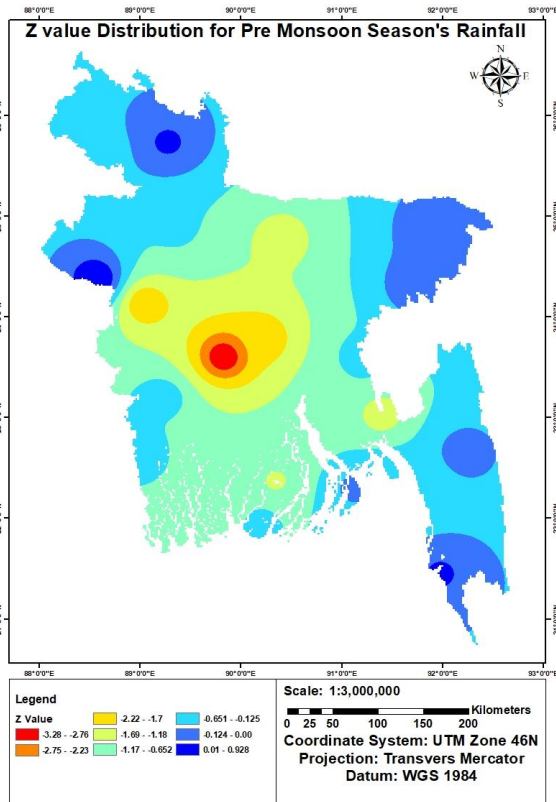 88°0'0"E 89°0'0"E 90°0'0"E 91°0'0"E 92°0'0"E 93°0'0"E
Z value Distribution for Pre Monsoon Season's Rainfall
N
W E
S
88°0'0"E 89°0'0"E 90°0'0"E 91°0'0"E 92°0'0"E 93°0'0"E
Legend
Z Value
-3.28 - -2.76
-2.75 - -2.23
-2.22 - -1.7
-1.69 - -1.18
-1.17 - -0.652
-0.651 - -0.125
-0.124 - 0.00
0.01 - 0.928
Scale: 1:3,000,000
Kilometers
0 25 50 100 150 200
Coordinate System: UTM Zone 46N
Projection: Transvers Mercator
Datum: WGS 1984